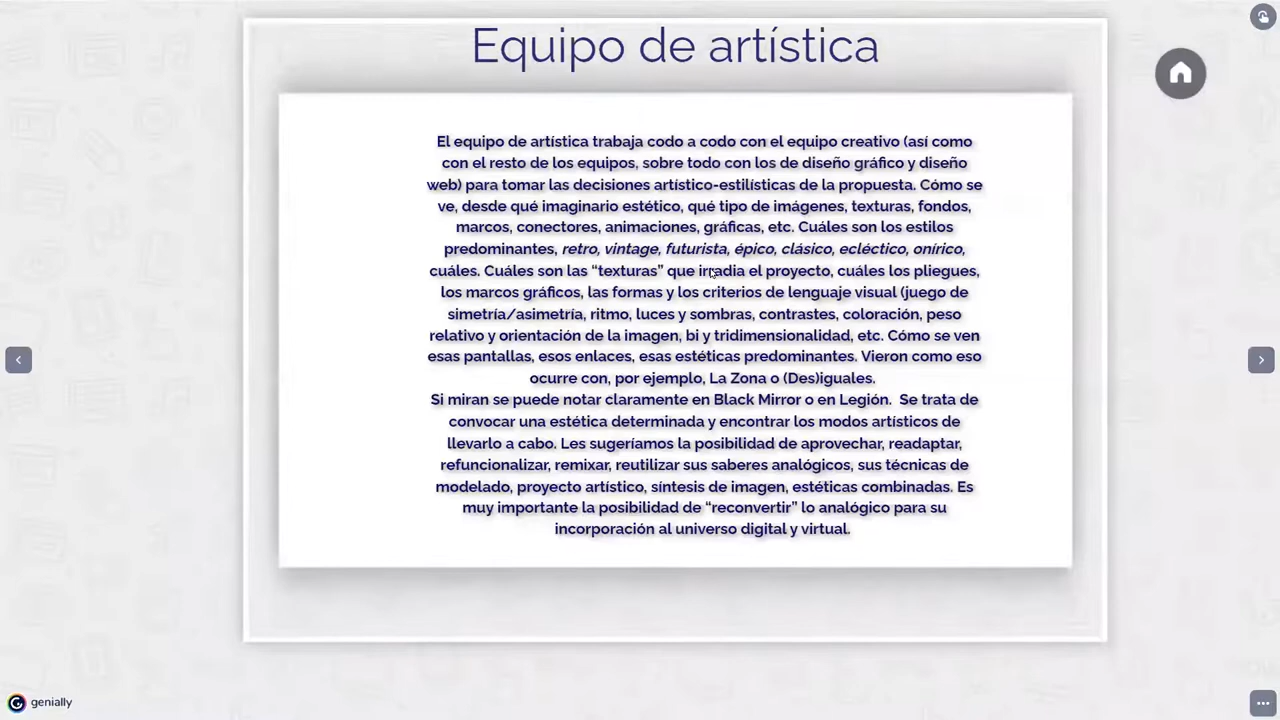 Equipo de artística
El equipo de artística trabaja codo a codo con el equipo creativo (así como
con el resto de los equipos, sobre todo con los de diseño gráfico y diseño
web) para tomar las decisiones artístico-estilísticas de la propuesta. Cómo se
ve, desde qué imaginario estético, qué tipo de imágenes, texturas, fondos,
marcos, conectores, animaciones, gráficas, etc. Cuáles son los estilos
predominantes, retro, vintage, futurista, épico, clásico, ecléctico, onírico,
cuáles. Cuáles son las “texturas” que irradia el proyecto, cuáles los pliegues,
los marcos gráficos, las formas y los criterios de lenguaje visual (juego de
simetría/asimetría, ritmo, luces y sombras, contrastes, coloración, peso
relativo y orientación de la imagen, bi y tridimensionalidad, etc. Cómo se ven
esas pantallas, esos enlaces, esas estéticas predominantes. Vieron como eso
ocurre con, por ejemplo, La Zona o (Des)iguales.
Si miran se puede notar claramente en Black Mirror o en Legión. Se trata de
convocar una estética determinada y encontrar los modos artísticos de
llevarlo a cabo. Les sugeríamos la posibilidad de aprovechar, readaptar,
refuncionalizar, remixar, reutilizar sus saberes analógicos, sus técnicas de
modelado, proyecto artístico, síntesis de imagen, estéticas combinadas. Es
muy importante la posibilidad de “reconvertir” lo analógico para su
incorporación al universo digital y virtual.
genially